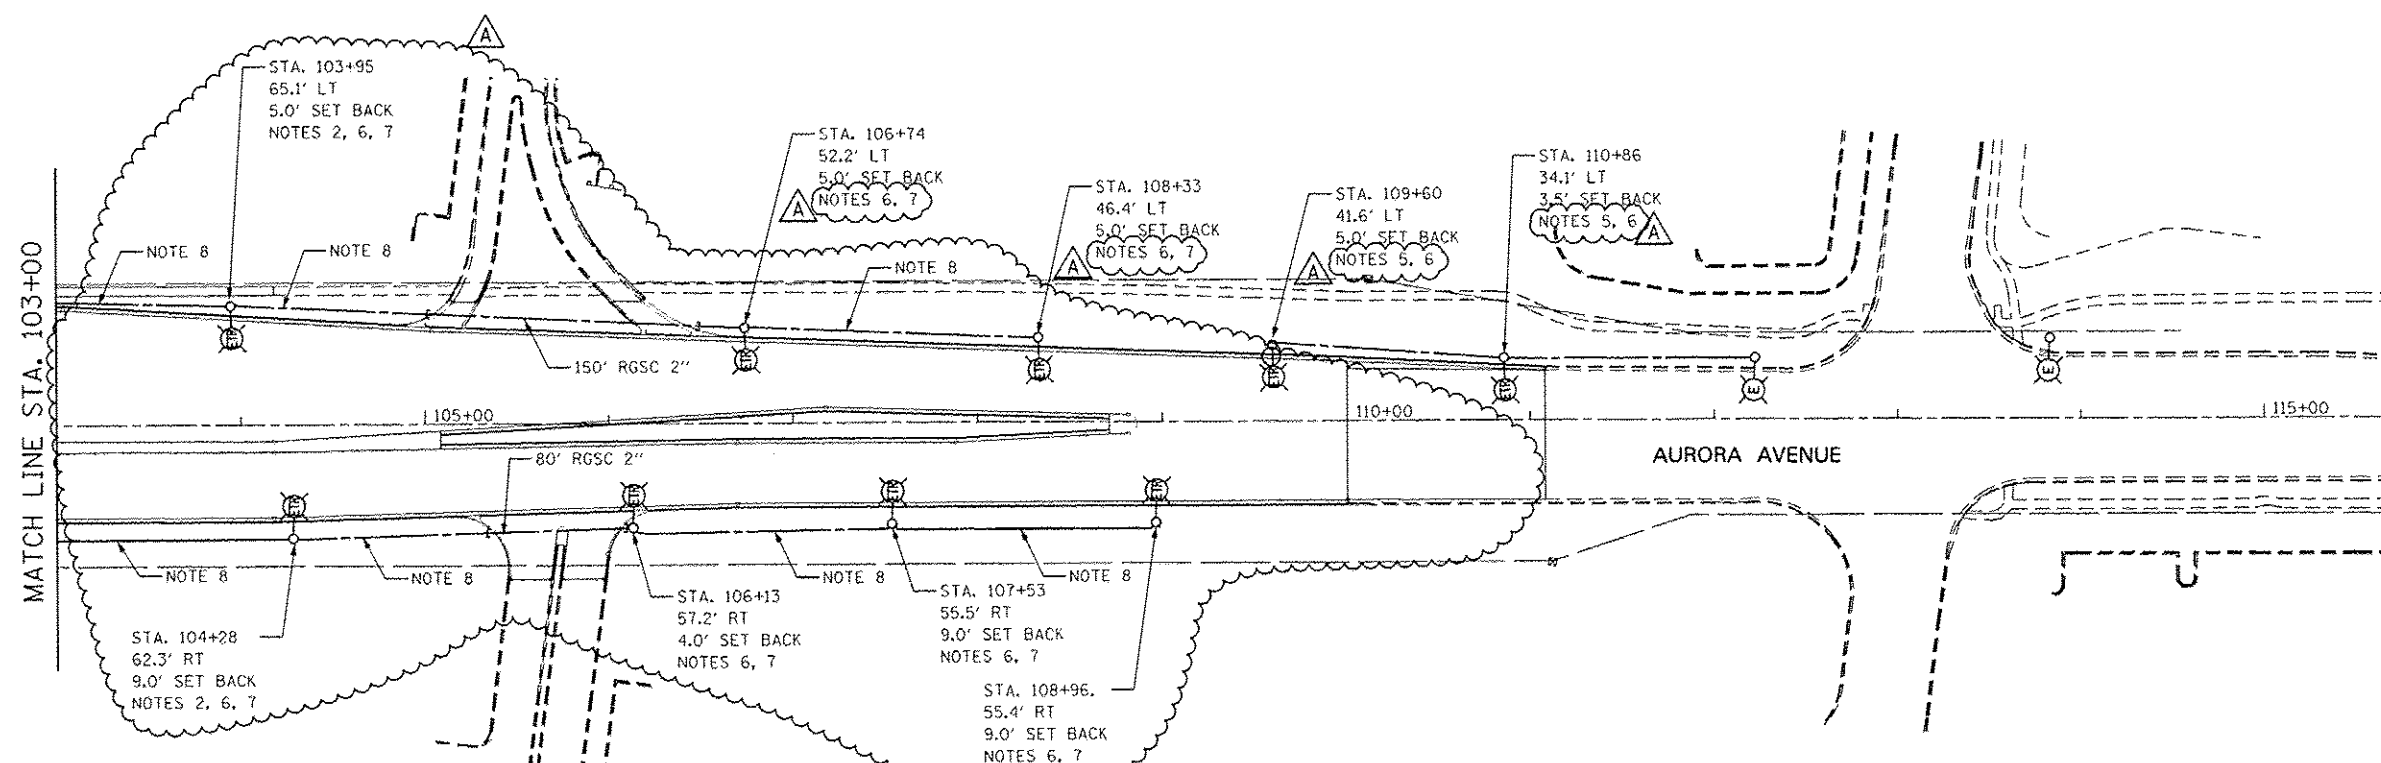 A
STA. 103+95
65.1' LT
5.0' SET BACK
NOTES 2, 6, 7
STA. 106+74
52.2' LT
5.0' SET BACK
A
NOTES 6, 7
STA. 108+33
46.4' LT
5.0' SET BACK
A
NOTES 6, 7
STA. 109+60
41.6' LT
5.0' SET BACK
A
NOTES 5, 6
STA. 110+86
34.1' LT
3.5' SET BACK
NOTES 5, 6
A
MATCH LINE STA. 103+00
NOTE 8
NOTE 8
NOTE 8
150' RGSC 2"
E
E
105+00
110+00
115+00
80' RGSC 2"
AURORA AVENUE
NOTE 8
NOTE 8
NOTE 8
NOTE 8
STA. 104+28
62.3' RT
9.0' SET BACK
NOTES 2, 6, 7
STA. 106+13
57.2' RT
4.0' SET BACK
NOTES 6, 7
STA. 107+53
55.5' RT
9.0' SET BACK
NOTES 6, 7
STA. 108+96.
55.4' RT
9.0' SET BACK
NOTES 6, 7